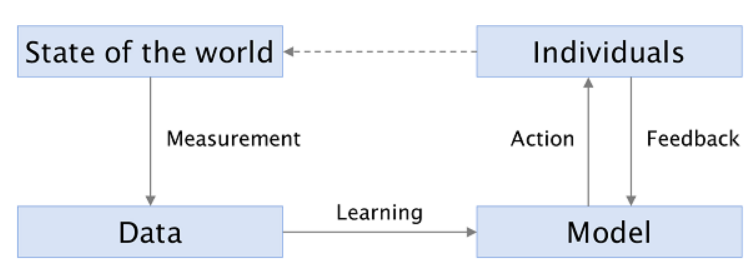 State of the world
Individuals
Measurement
Action
Feedback
Learning
Data
Model